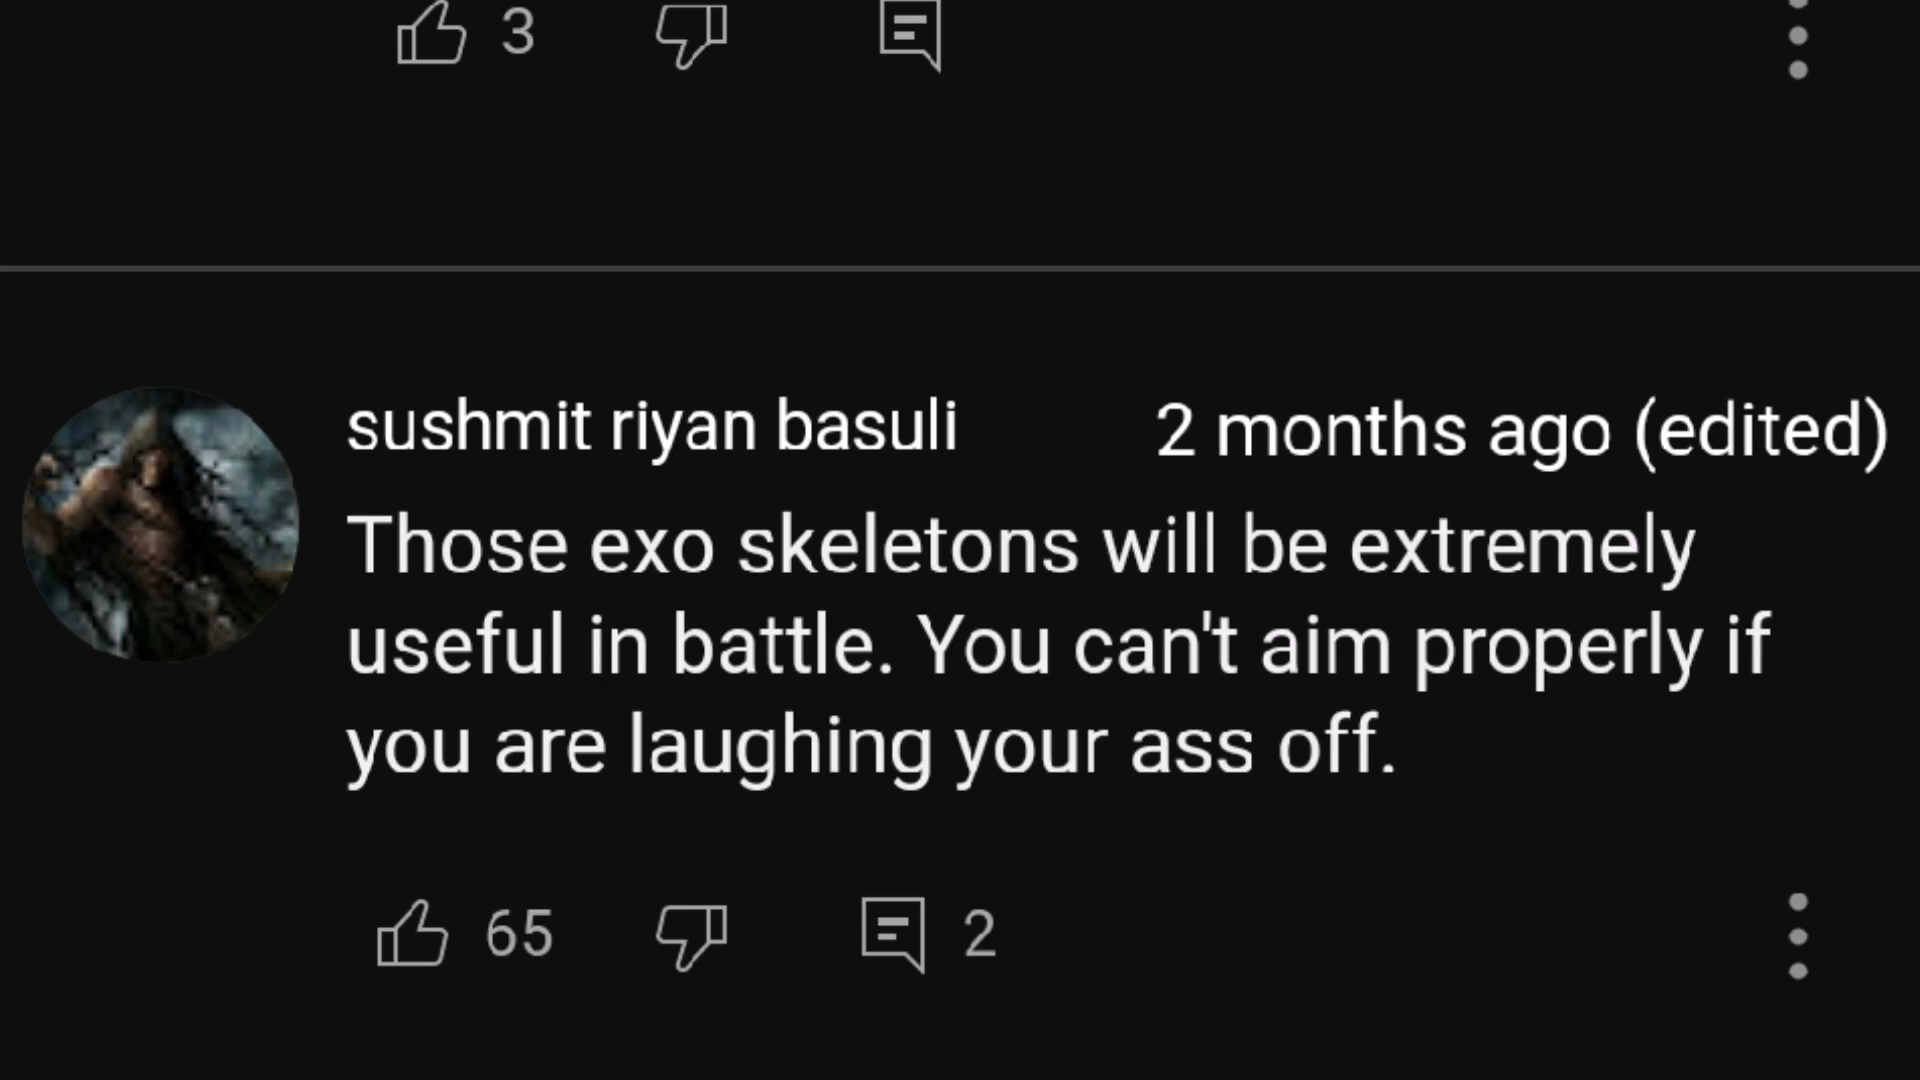 3
sushmit riyan basuli 2 months ago (edited)
Those exo skeletons will be extremely
useful in battle. You can't aim properly if
you are laughing your ass off.
65 2